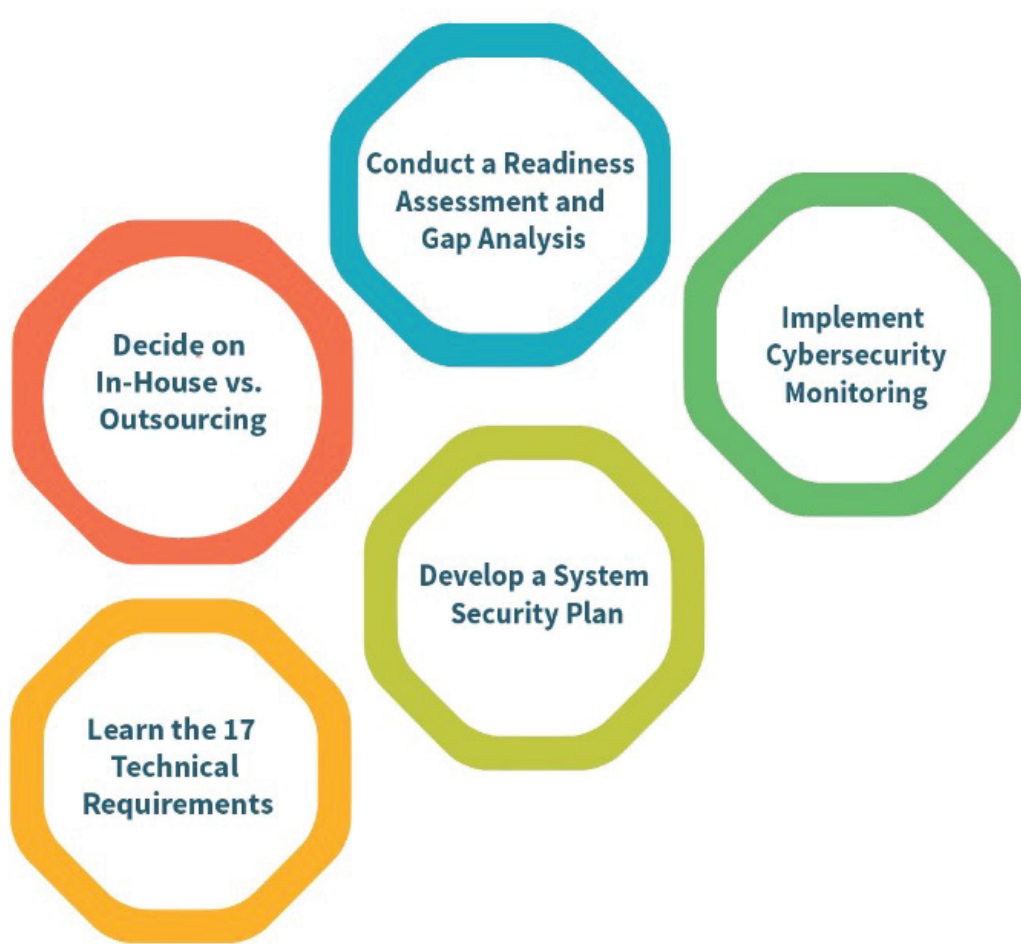 Conduct a Readiness
Assessment and
Gap Analysis
Implement
Cybersecurity
Monitoring
Decide on
In-House vs.
Outsourcing
Develop a System
Security Plan
Learn the 17
Technical
Requirements